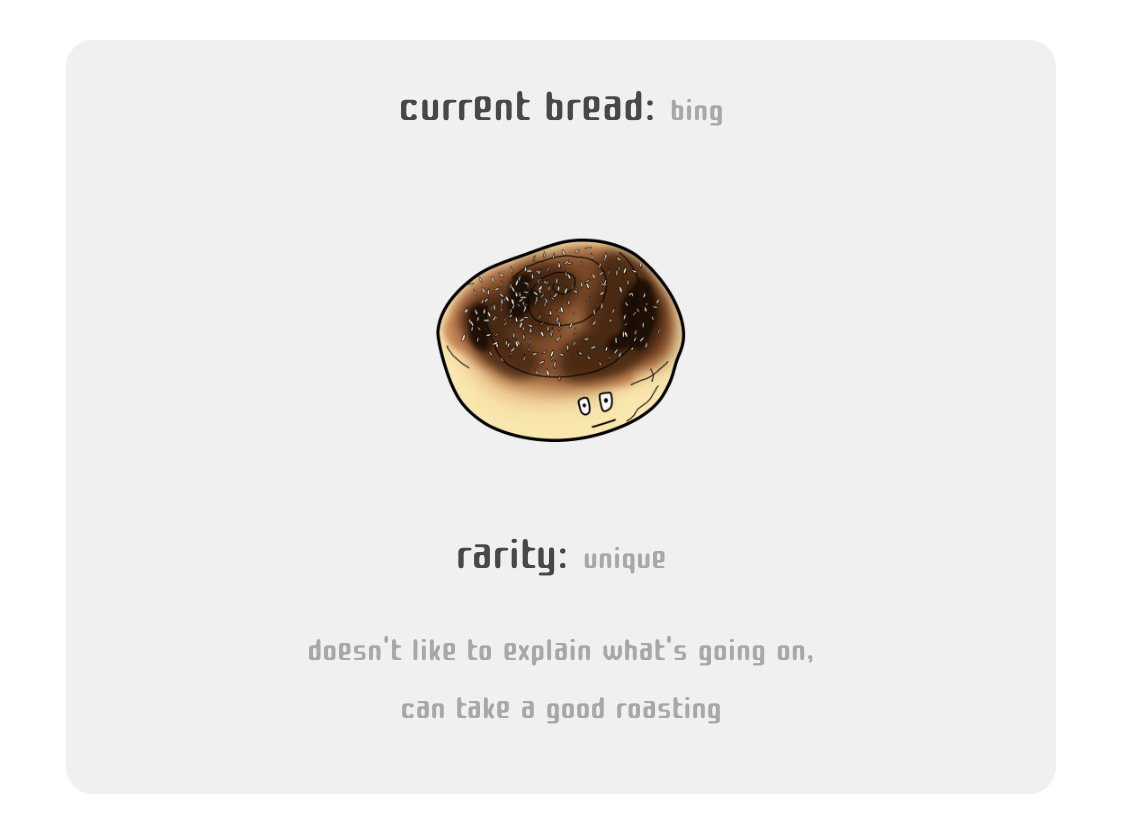 current bread: bing
rarity: unique
doesn't like to explain what's going on,
can take a good roasting